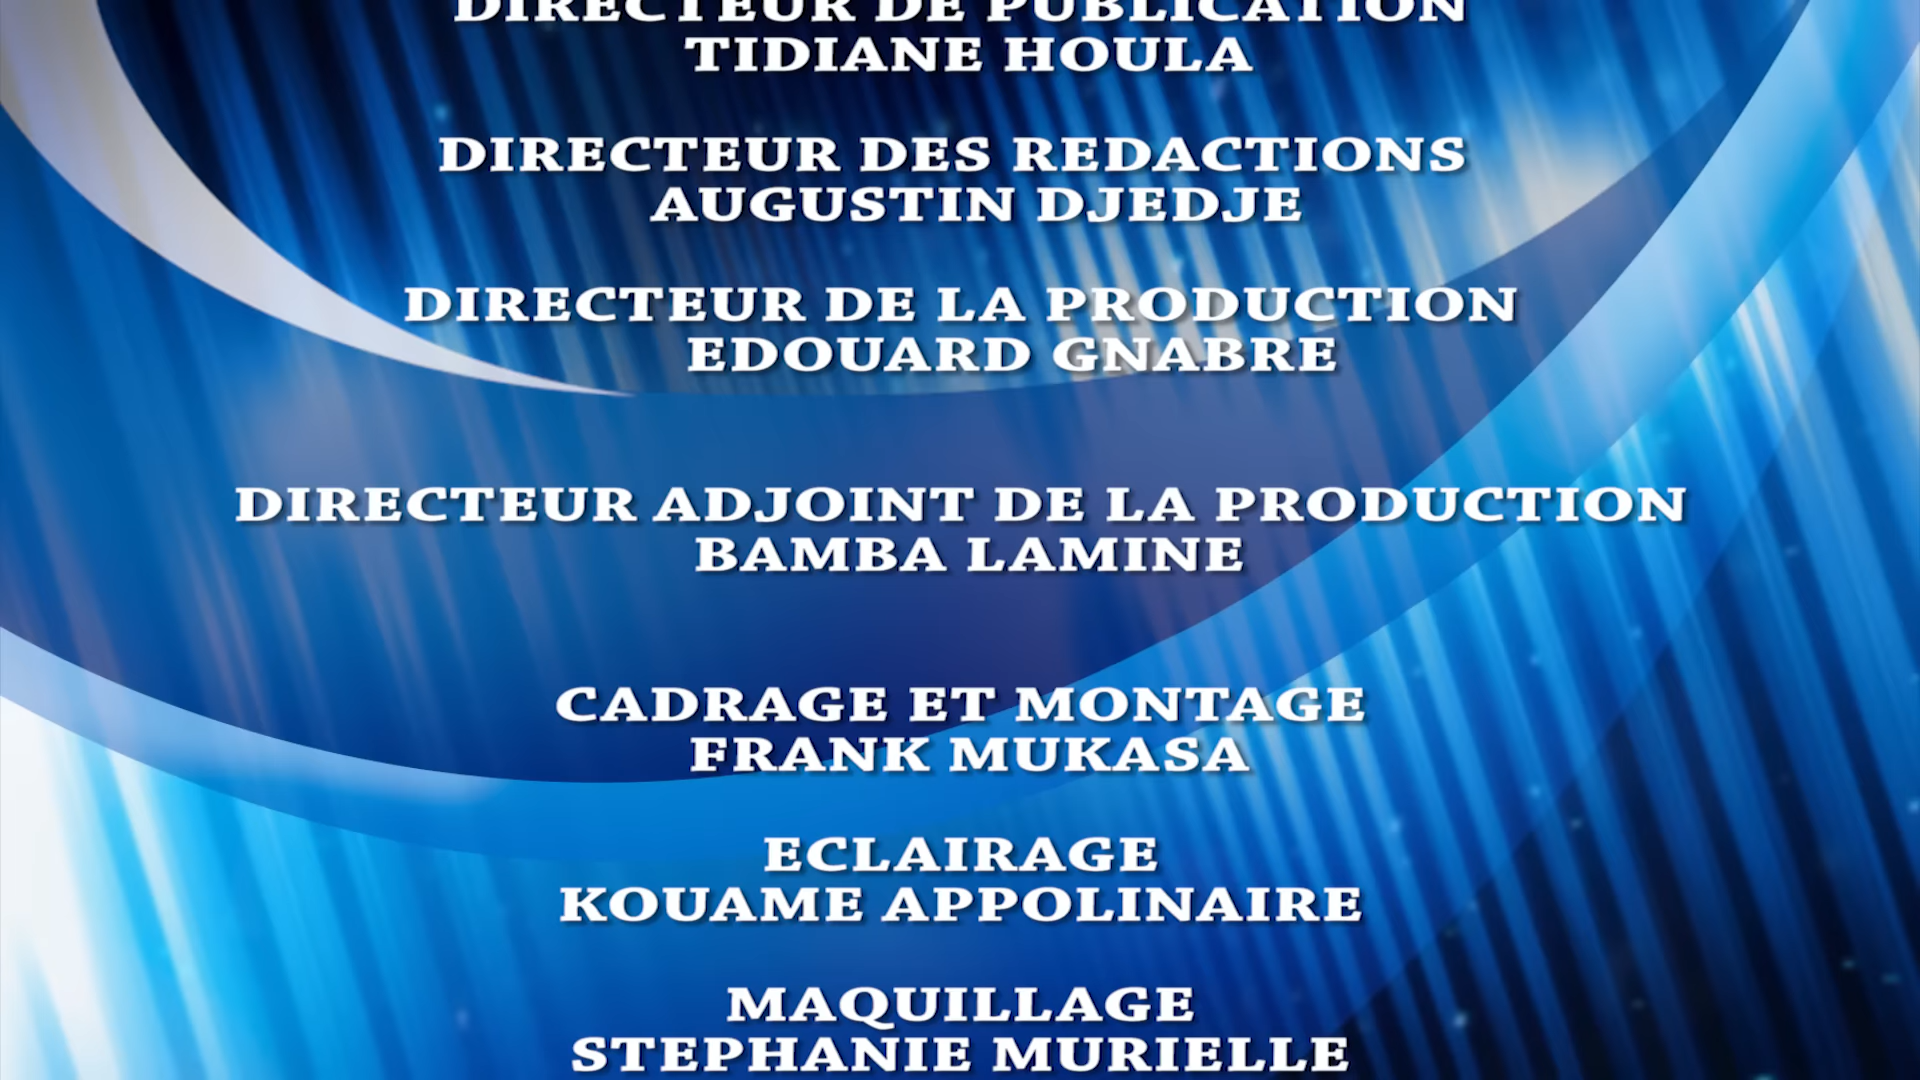 DIRECTEUR DE PUBLICATION
TIDIANE HOULA
DIRECTEUR DES REDACTIONS
AUGUSTIN DJEDJE
DIRECTEUR DE LA PRODUCTION
EDOUARD GNABRE
DIRECTEUR ADJOINT DE LA PRODUCTION
BAMBA LAMINE
CADRAGE ET MONTAGE
FRANK MUKASA
ECLAIRAGE
KOUAME APPOLINAIRE
MAQUILLAGE
STEPHANIE MURIELLE